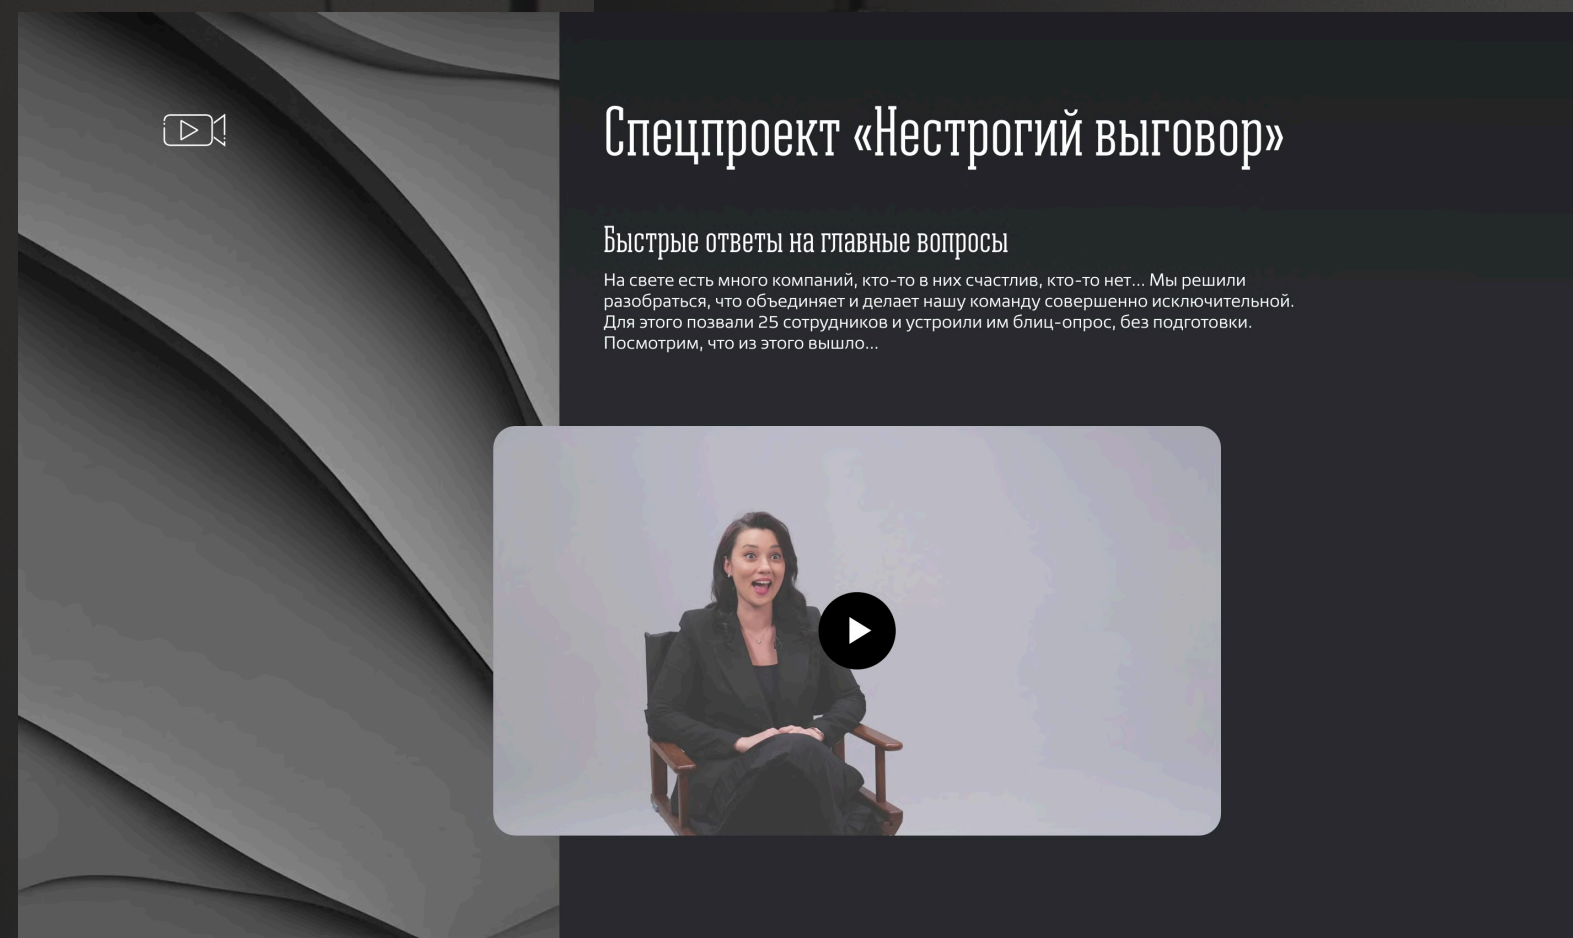 Спецпроект «Нестрогий выговор»
Быстрые ответы на главные вопросы
На свете есть много компаний, кто-то в них счастлив, кто-то нет... Мы решили
разобраться, что объединяет и делает нашу команду совершенно исключительной.
Для этого позвали 25 сотрудников и устроили им блиц-опрос, без подготовки.
Посмотрим, что из этого вышло...